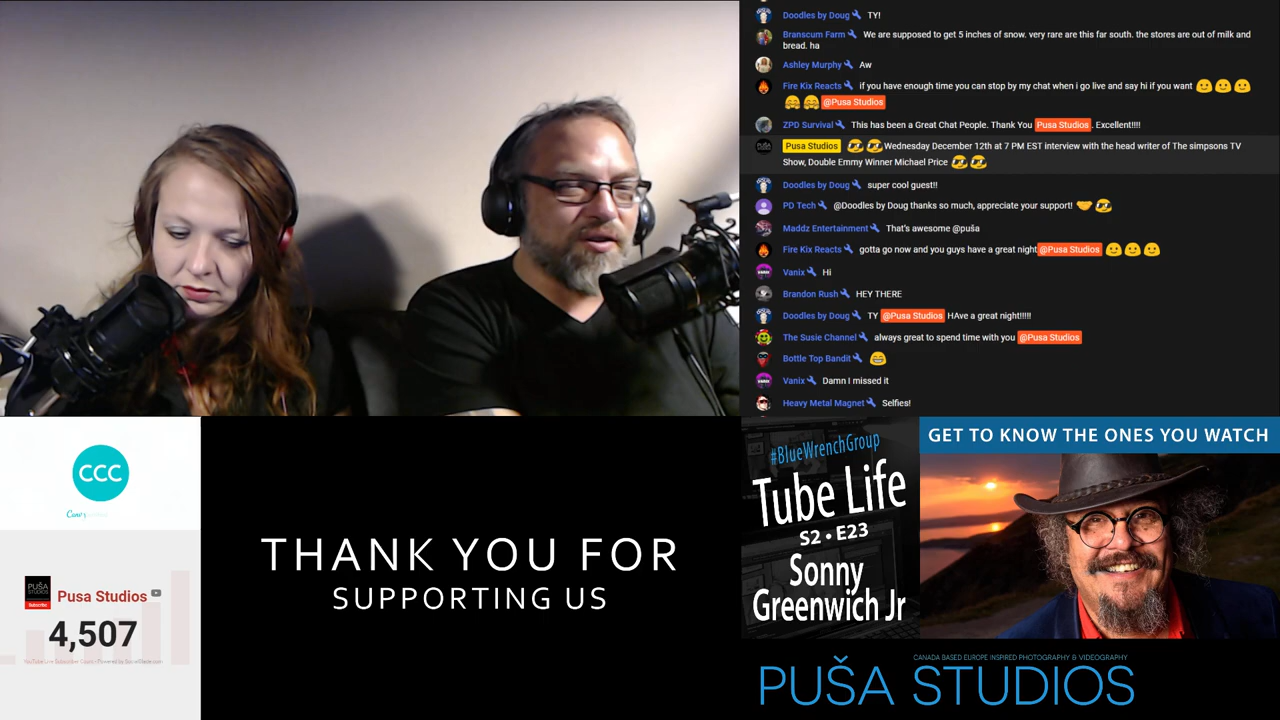 Doodles by Doug TY!
Branscum Farm We are supposed to get 5 inches of snow. very rare are this far south. the stores are out of milk and
bread. ha
Ashley Murphy Aw
Fire Kix Reacts if you have enough time you can stop by my chat when i go live and say hi if you want
@Pusa Studios
ZPD Survival This has been a Great Chat People. Thank You Pusa Studios. Excellent!!!!
Pusa Studios Wednesday December 12th at 7 PM EST interview with the head writer of The simpsons TV
Show, Double Emmy Winner Michael Price
Doodles by Doug super cool guest!!
PD Tech @Doodles by Doug thanks so much, appreciate your support!
Maddz Entertainment That's awesome @puša
Fire Kix Reacts gotta go now and you guys have a great night @Pusa Studios
Vanix Hi
Brandon Rush HEY THERE
Doodles by Doug TY @Pusa Studios HAve a great night!!!!!
The Susie Channel always great to spend time with you @Pusa Studios
Bottle Top Bandit
Vanix Damn I missed it
Heavy Metal Magnet Selfies!
CCC
PUŠA
STUDIOS
Subscribe
Pusa Studios
4,507
THANK YOU FOR
SUPPORTING US
#BlueWrenchGroup
Tube Life
S2 • E23
Sonny
Greenwich Jr
GET TO KNOW THE ONES YOU WATCH
CANADA BASED EUROPE INSPIRED PHOTOGRAPHY & VIDEOGRAPHY
PUŠA STUDIOS